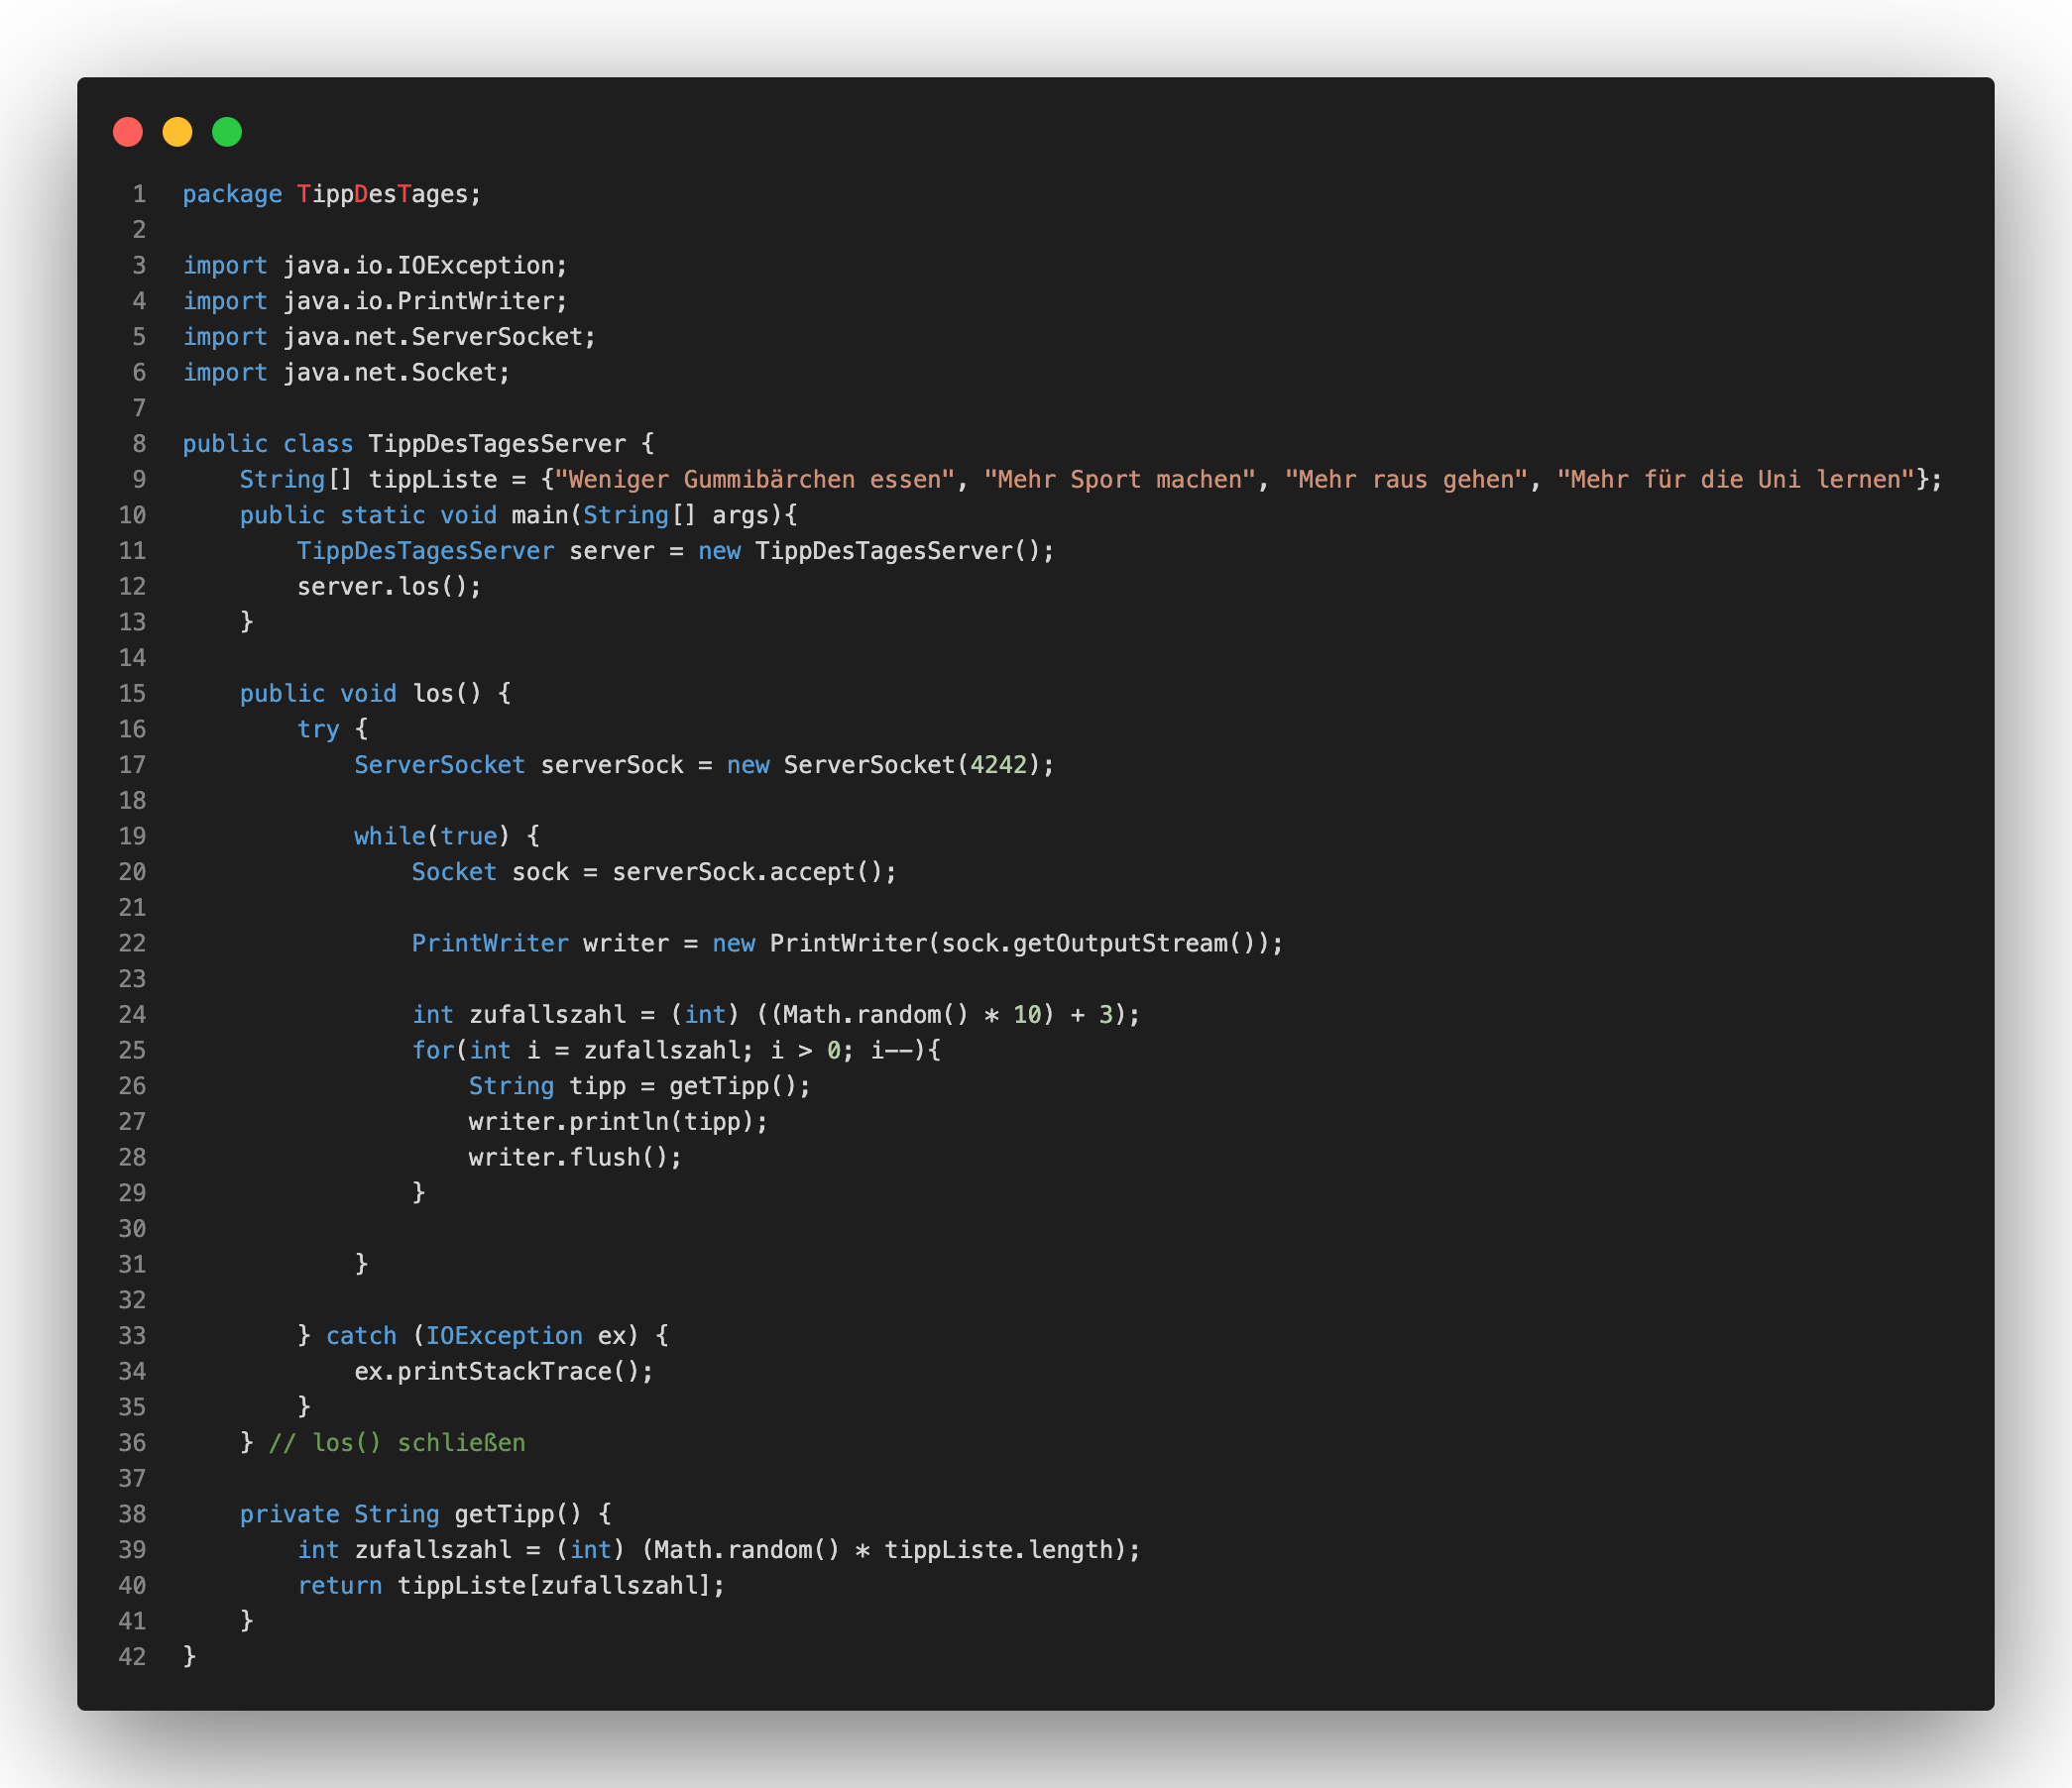 1 package TippDesTages;
2
3 import java.io.IOException;
4 import java.io.PrintWriter;
5 import java.net.ServerSocket;
6 import java.net.Socket;
7
8 public class TippDesTagesServer {
9     String[] tippListe = {"Weniger Gummibärchen essen", "Mehr Sport machen", "Mehr raus gehen", "Mehr für die Uni lernen"};
10     public static void main(String[] args){
11         TippDesTagesServer server = new TippDesTagesServer();
12         server.los();
13     }
14
15     public void los() {
16         try {
17             ServerSocket serverSock = new ServerSocket(4242);
18
19             while(true) {
20                 Socket sock = serverSock.accept();
21
22                 PrintWriter writer = new PrintWriter(sock.getOutputStream());
23
24                 int zufallszahl = (int) ((Math.random() * 10) + 3);
25                 for(int i = zufallszahl; i > 0; i--){
26                     String tipp = getTipp();
27                     writer.println(tipp);
28                     writer.flush();
29                 }
30
31             }
32
33         } catch (IOException ex) {
34             ex.printStackTrace();
35         }
36     } // los() schließen
37
38     private String getTipp() {
39         int zufallszahl = (int) (Math.random() * tippListe.length);
40         return tippListe[zufallszahl];
41     }
42 }